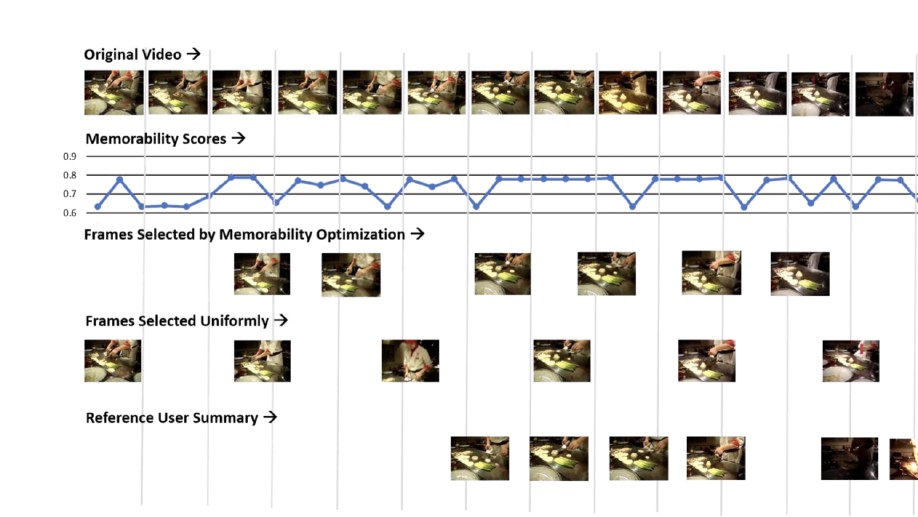 Original Video →
Memorability Scores →
0.9
0.8
0.7
0.6
Frames Selected by Memorability Optimization →
Frames Selected Uniformly →
Reference User Summary →